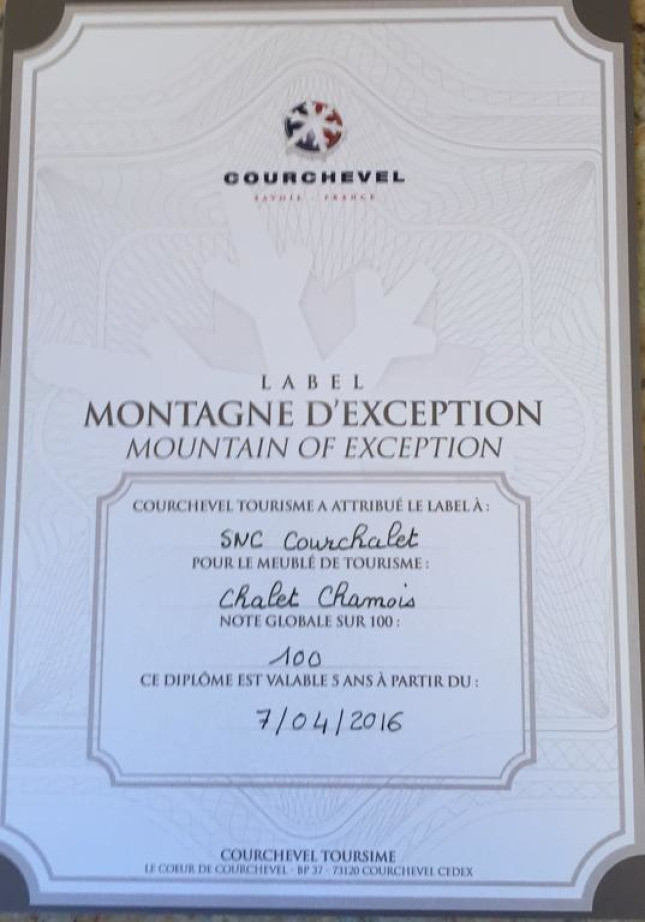 COURCHEVEL
SAVOIE - FRANCE
LABEL
MONTAGNE D'EXCEPTION
MOUNTAIN OF EXCEPTION
COURCHEVEL TOURISME A ATTRIBUÉ LE LABEL À :
SNC Courchalet
POUR LE MEUBLÉ DE TOURISME :
Chalet Chamois
NOTE GLOBALE SUR 100 :
100
CE DIPLÔME EST VALABLE 5 ANS À PARTIR DU :
7/04/2016
COURCHEVEL TOURSIME
LE COEUR DE COURCHEVEL - BP 37 - 73120 COURCHEVEL CEDEX